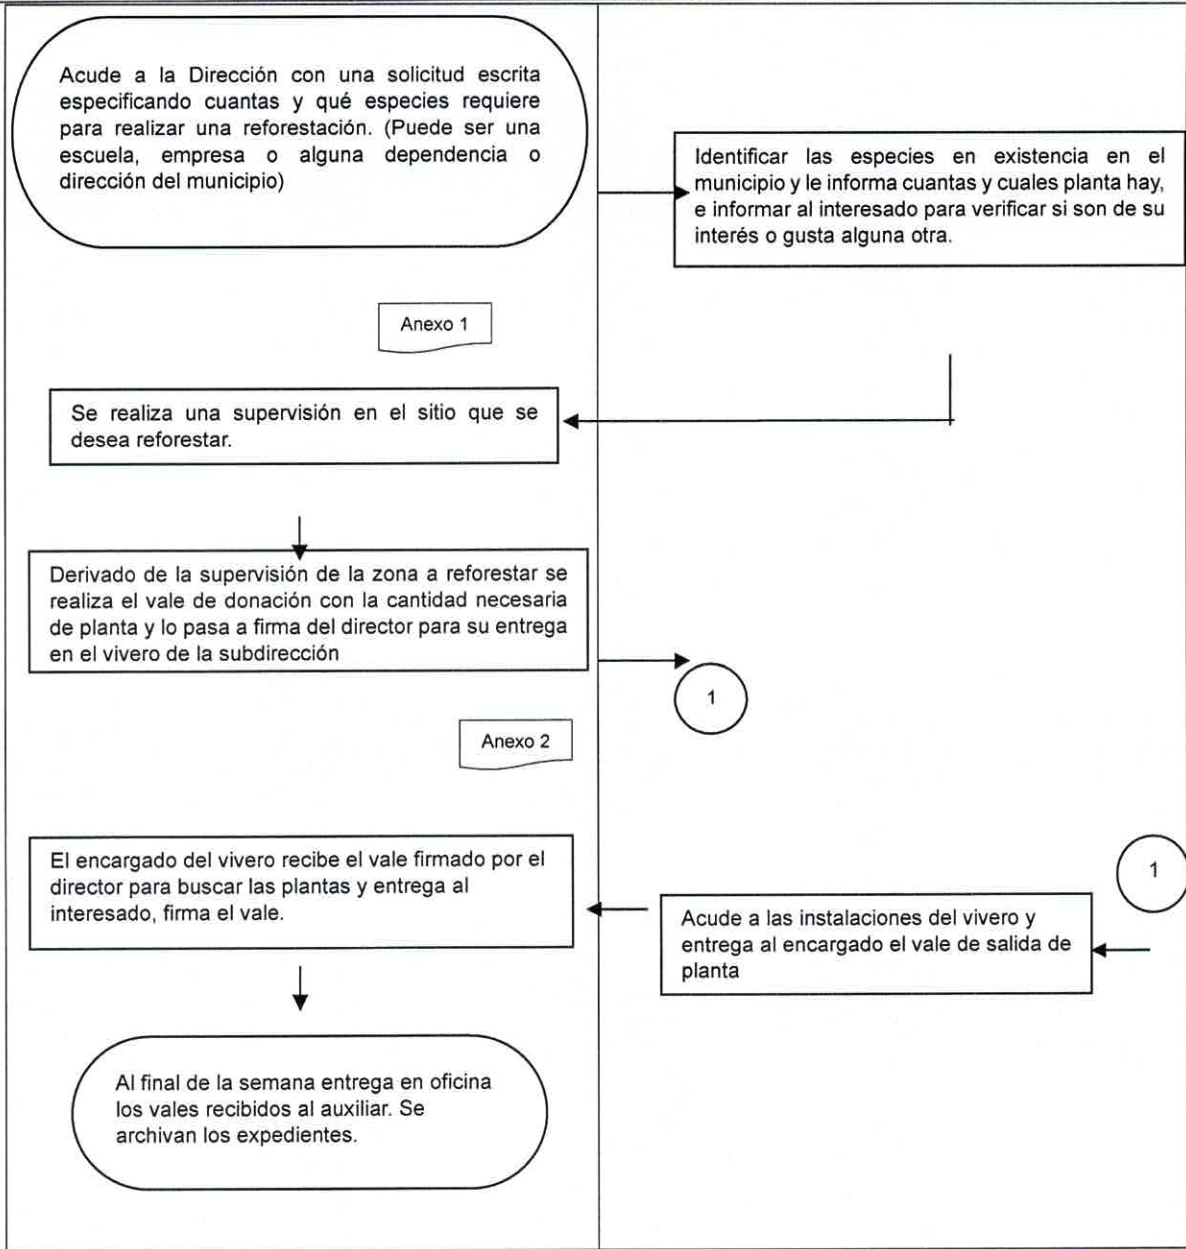 Acude a la Dirección con una solicitud escrita
especificando cuantas y qué especies requiere
para realizar una reforestación. (Puede ser una
escuela, empresa o alguna dependencia o
dirección del municipio)
Identificar las especies en existencia en el
municipio y le informa cuantas y cuales planta hay,
e informar al interesado para verificar si son de su
interés o gusta alguna otra.
Anexo 1
Se realiza una supervisión en el sitio que se
desea reforestar.
Derivado de la supervisión de la zona a reforestar se
realiza el vale de donación con la cantidad necesaria
de planta y lo pasa a firma del director para su entrega
en el vivero de la subdirección
1
Anexo 2
1
Acude a las instalaciones del vivero y
entrega al encargado el vale de salida de
planta
El encargado del vivero recibe el vale firmado por el
director para buscar las plantas y entrega al
interesado, firma el vale.
Al final de la semana entrega en oficina
los vales recibidos al auxiliar. Se
archivan los expedientes.